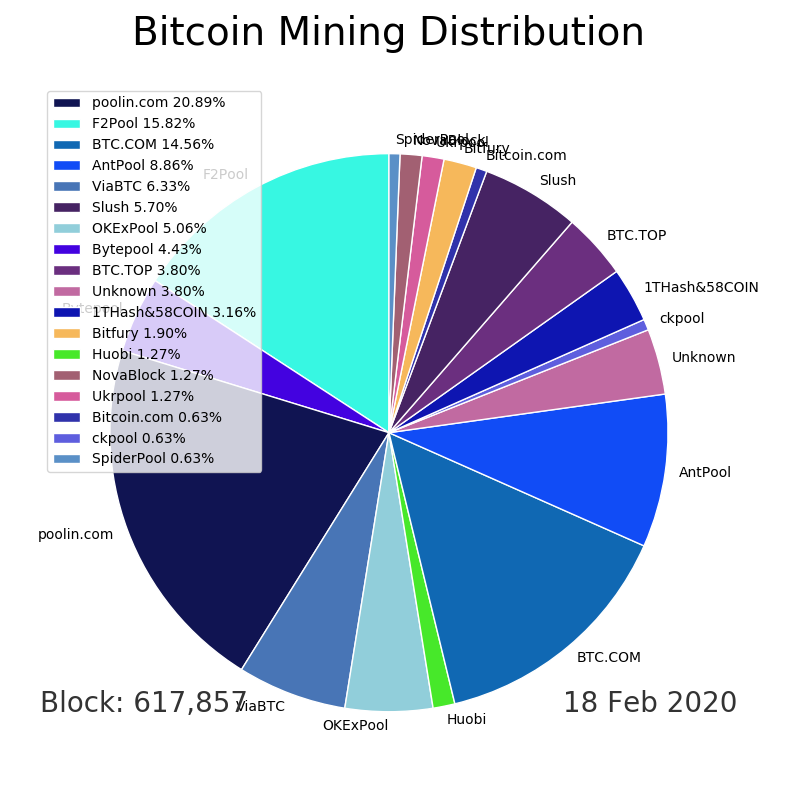 Bitcoin Mining Distribution
poolin.com 20.89%
F2Pool 15.82%
BTC.COM 14.56%
AntPool 8.86%
ViaBTC 6.33%
Slush 5.70%
OKExPool 5.06%
Bytepool 4.43%
BTC.TOP 3.80%
Unknown 3.80%
1THash&58COIN 3.16%
Bitfury 1.90%
Huobi 1.27%
NovaBlock 1.27%
Ukrpool 1.27%
Bitcoin.com 0.63%
ckpool 0.63%
SpiderPool 0.63%
SpiderPool
NovaBlock
Ukrpool
Bitfury
Bitcoin.com
Slush
BTC.TOP
1THash&58COIN
ckpool
Unknown
AntPool
BTC.COM
Huobi
OKExPool
ViaBTC
poolin.com
Bytepool
F2Pool
Block: 617,857
18 Feb 2020